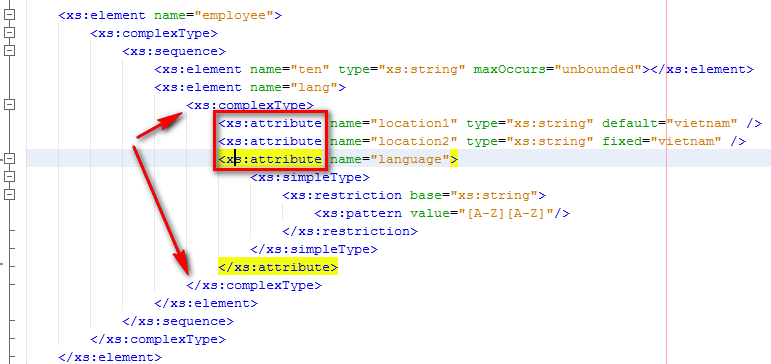 <xs:element name="employee">
<xs:complexType>
<xs:sequence>
<xs:element name="ten" type="xs:string" maxOccurs="unbounded"></xs:element>
<xs:element name="lang">
<xs:complexType>
<xs:attribute name="location1" type="xs:string" default="vietnam" />
<xs:attribute name="location2" type="xs:string" fixed="vietnam" />
<xs:attribute name="language">
<xs:simpleType>
<xs:restriction base="xs:string">
<xs:pattern value="[A-Z][A-Z]"/>
</xs:restriction>
</xs:simpleType>
</xs:attribute>
</xs:complexType>
</xs:element>
</xs:sequence>
</xs:complexType>
</xs:element>